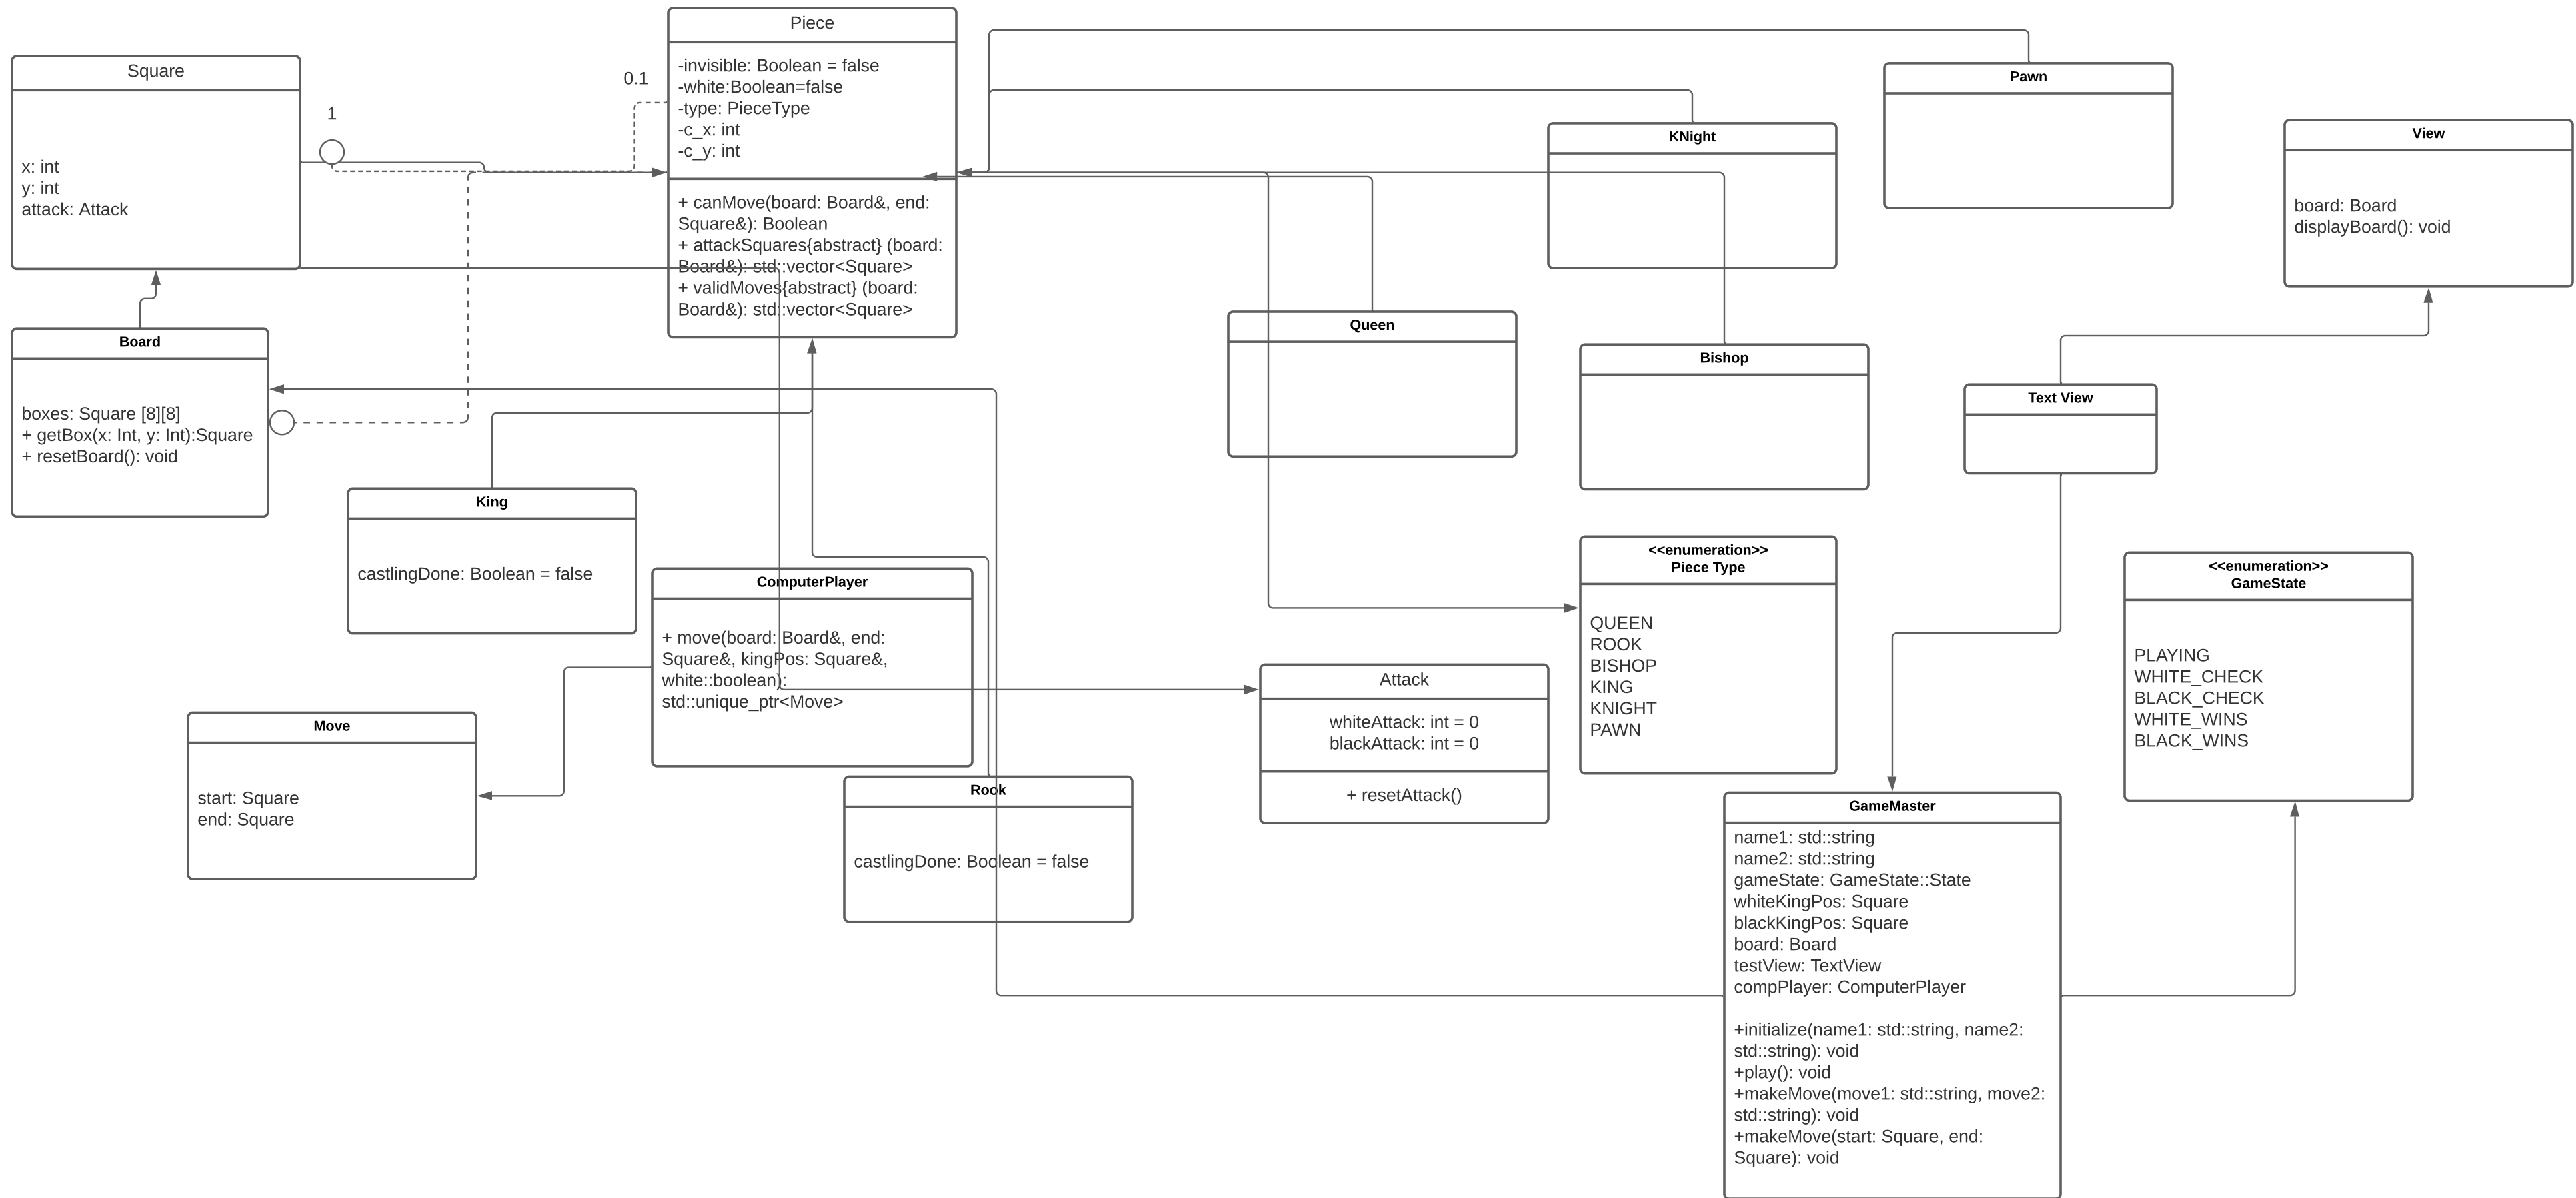 Piece
-invisible: Boolean = false
-white:Boolean=false
-type: PieceType
-c_x: int
-c_y: int
+ canMove(board: Board&, end:
Square&): Boolean
+ attackSquares{abstract} (board:
Board&): std::vector<Square>
+ validMoves{abstract} (board:
Board&): std::vector<Square>
Square
x: int
y: int
attack: Attack
1
0.1
Pawn
KNight
View
board: Board
displayBoard(): void
Queen
Bishop
Board
boxes: Square [8][8]
+ getBox(x: Int, y: Int):Square
+ resetBoard(): void
Text View
King
castlingDone: Boolean = false
ComputerPlayer
+ move(board: Board&, end:
Square&, kingPos: Square&,
white::boolean):
std::unique_ptr<Move>
<<enumeration>>
Piece Type
QUEEN
ROOK
BISHOP
KING
KNIGHT
PAWN
<<enumeration>>
GameState
PLAYING
WHITE_CHECK
BLACK_CHECK
WHITE_WINS
BLACK_WINS
Attack
whiteAttack: int = 0
blackAttack: int = 0
+ resetAttack()
Move
start: Square
end: Square
Rook
castlingDone: Boolean = false
GameMaster
name1: std::string
name2: std::string
gameState: GameState::State
whiteKingPos: Square
blackKingPos: Square
board: Board
testView: TextView
compPlayer: ComputerPlayer
+initialize(name1: std::string, name2:
std::string): void
+play(): void
+makeMove(move1: std::string, move2:
std::string): void
+makeMove(start: Square, end:
Square): void